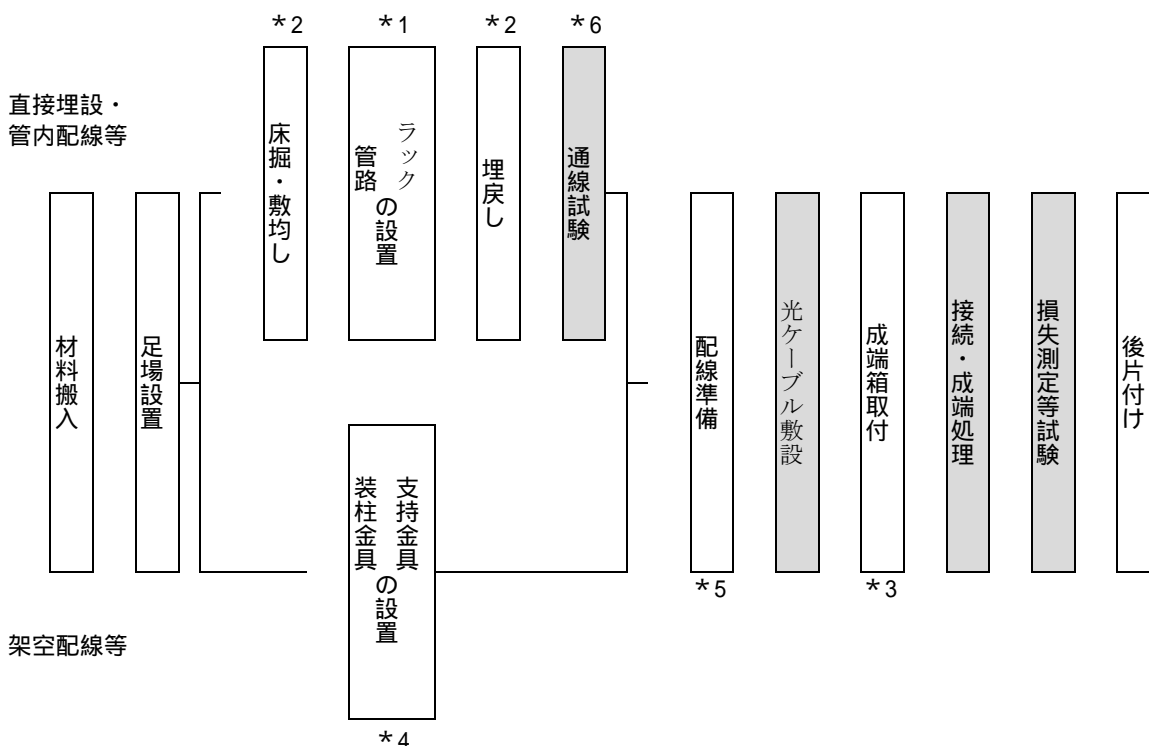 *2
*1
*2
*6
直接埋設・
管内配線等
床掘・敷均し
ラック
管路
の設置
埋戻し
通線試験
材料搬入
足場設置
支持金具
装柱金具
の設置
*4
架空配線等
配線準備
*5
光ケーブル敷設
成端箱取付
*3
接続・成端処理
損失測定等試験
後片付け